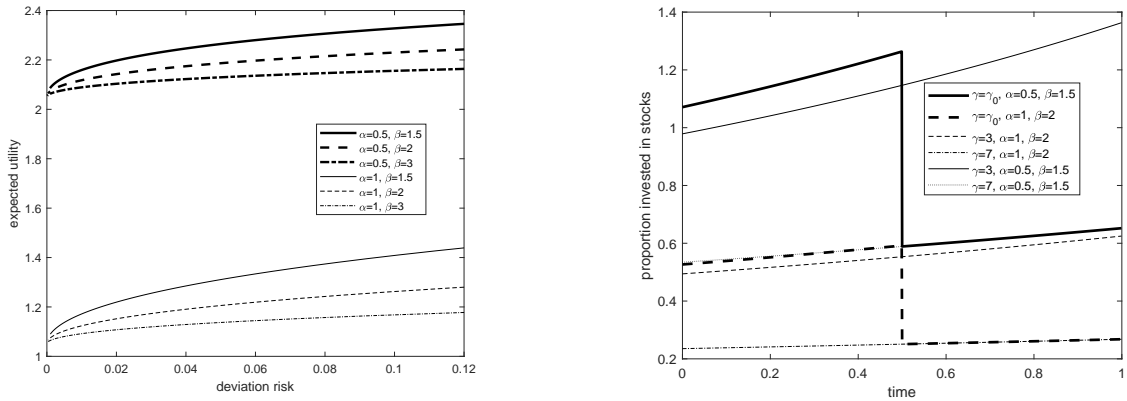 2.4
2.2
2
1.8
1.6
1.4
1.2
1
0
0.02
0.04
0.06
0.08
0.1
0.12
expected utility
deviation risk
α=0.5, β=1.5
α=0.5, β=2
α=0.5, β=3
α=1, β=1.5
α=1, β=2
α=1, β=3
1.4
1.2
1
0.8
0.6
0.4
0.2
0
0.2
0.4
0.6
0.8
1
proportion invested in stocks
time
γ=γ₀, α=0.5, β=1.5
γ=γ₀, α=1, β=2
γ=3, α=1, β=2
γ=7, α=1, β=2
γ=3, α=0.5, β=1.5
γ=7, α=0.5, β=1.5